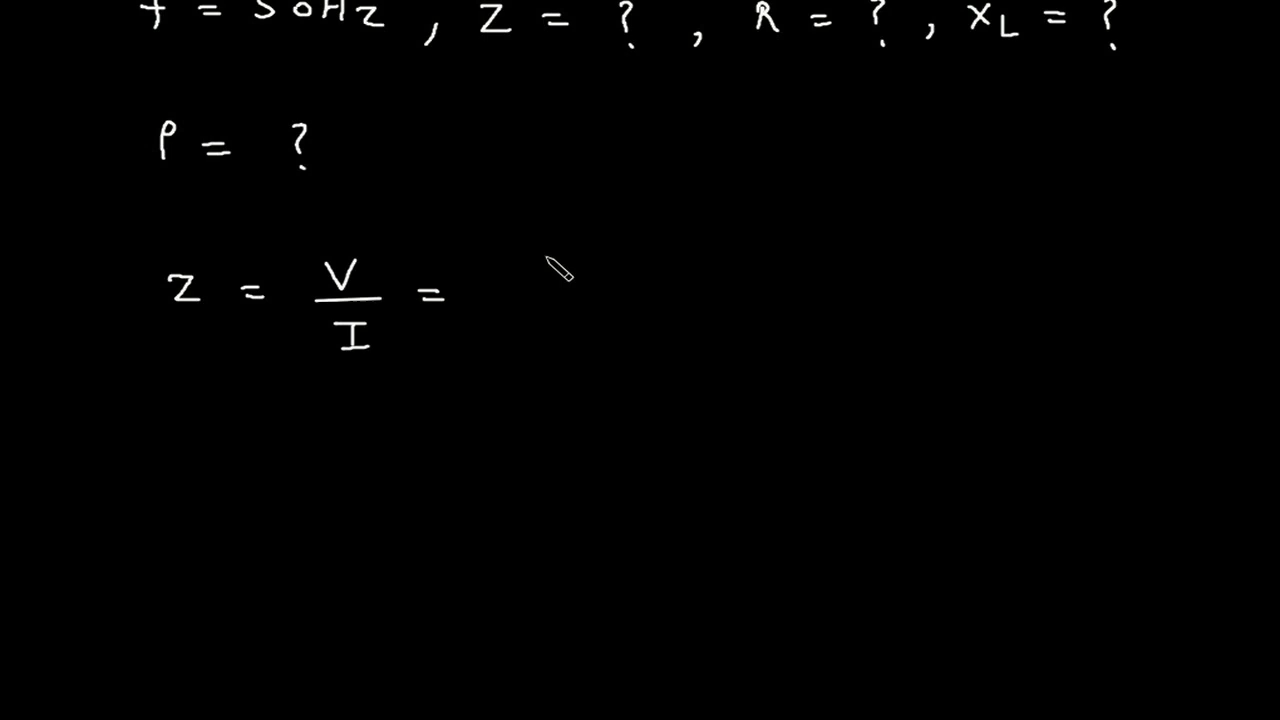 f = 50Hz , Z = ? , R = ? , XL = ?
P = ?
Z = V/I =